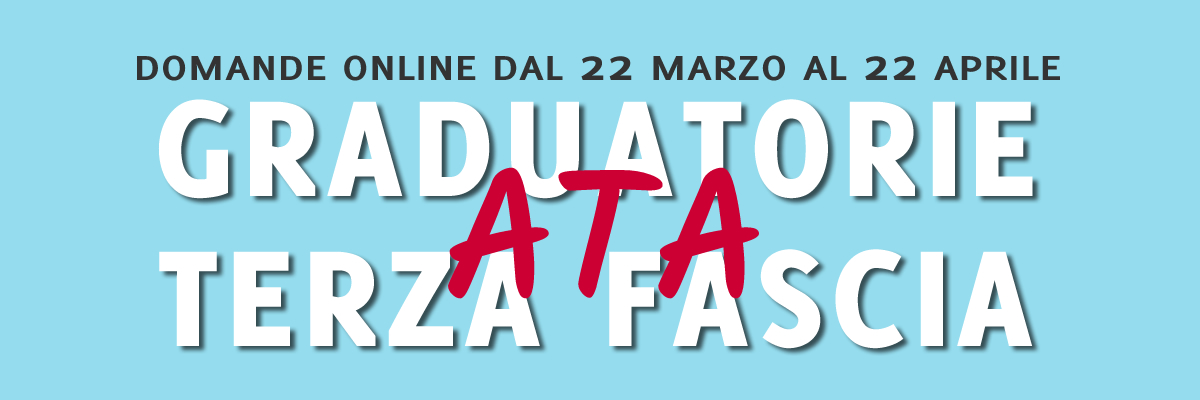 DOMANDE ONLINE DAL 22 MARZO AL 22 APRILE
GRADUATORIE
ATA
TERZA FASCIA